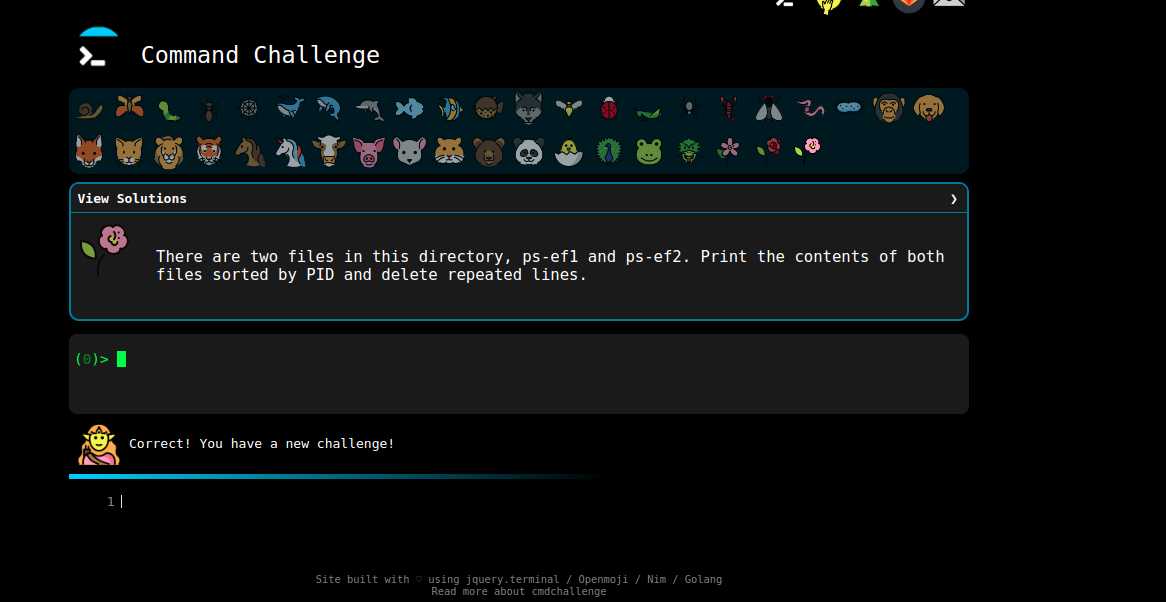 Command Challenge
View Solutions ❯
There are two files in this directory, ps-ef1 and ps-ef2. Print the contents of both
files sorted by PID and delete repeated lines.
(0)>
Correct! You have a new challenge!
1
Site built with ♡ using jquery.terminal / Openmoji / Nim / Golang
Read more about cmdchallenge